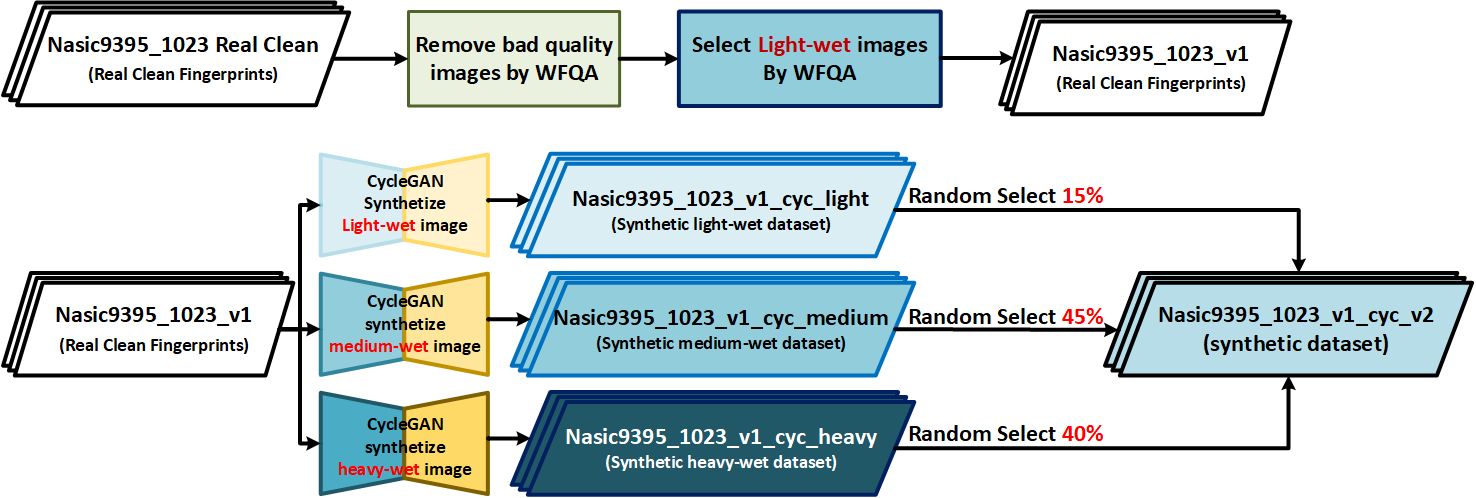 Nasic9395_1023 Real Clean
(Real Clean Fingerprints)
Remove bad quality
images by WFQA
Select Light-wet images
By WFQA
Nasic9395_1023_v1
(Real Clean Fingerprints)
Nasic9395_1023_v1
(Real Clean Fingerprints)
CycleGAN
Synthetize
Light-wet image
Nasic9395_1023_v1_cyc_light
(Synthetic light-wet dataset)
Random Select 15%
CycleGAN
synthetize
medium-wet image
Nasic9395_1023_v1_cyc_medium
(Synthetic medium-wet dataset)
Random Select 45%
CycleGAN
synthetize
heavy-wet image
Nasic9395_1023_v1_cyc_heavy
(Synthetic heavy-wet dataset)
Random Select 40%
Nasic9395_1023_v1_cyc_v2
(synthetic dataset)